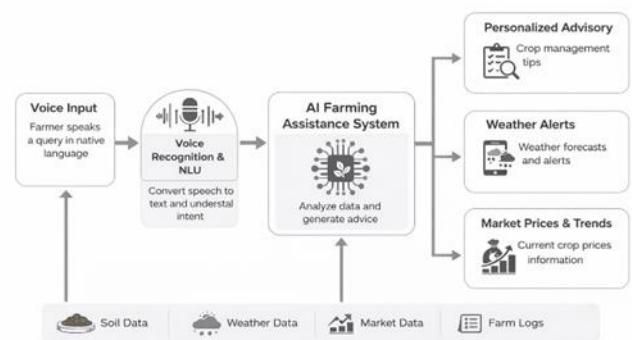 Voice Input
Farmer speaks
a query in native
language
Voice
Recognition &
NLU
Convert speech to
text and understal
intent
AI Farming
Assistance System
Analyze data and
generate advice
Personalized Advisory
Crop management
tips
Weather Alerts
Weather forecasts
and alerts
Market Prices & Trends
Current crop prices
information
Soil Data
Weather Data
Market Data
Farm Logs